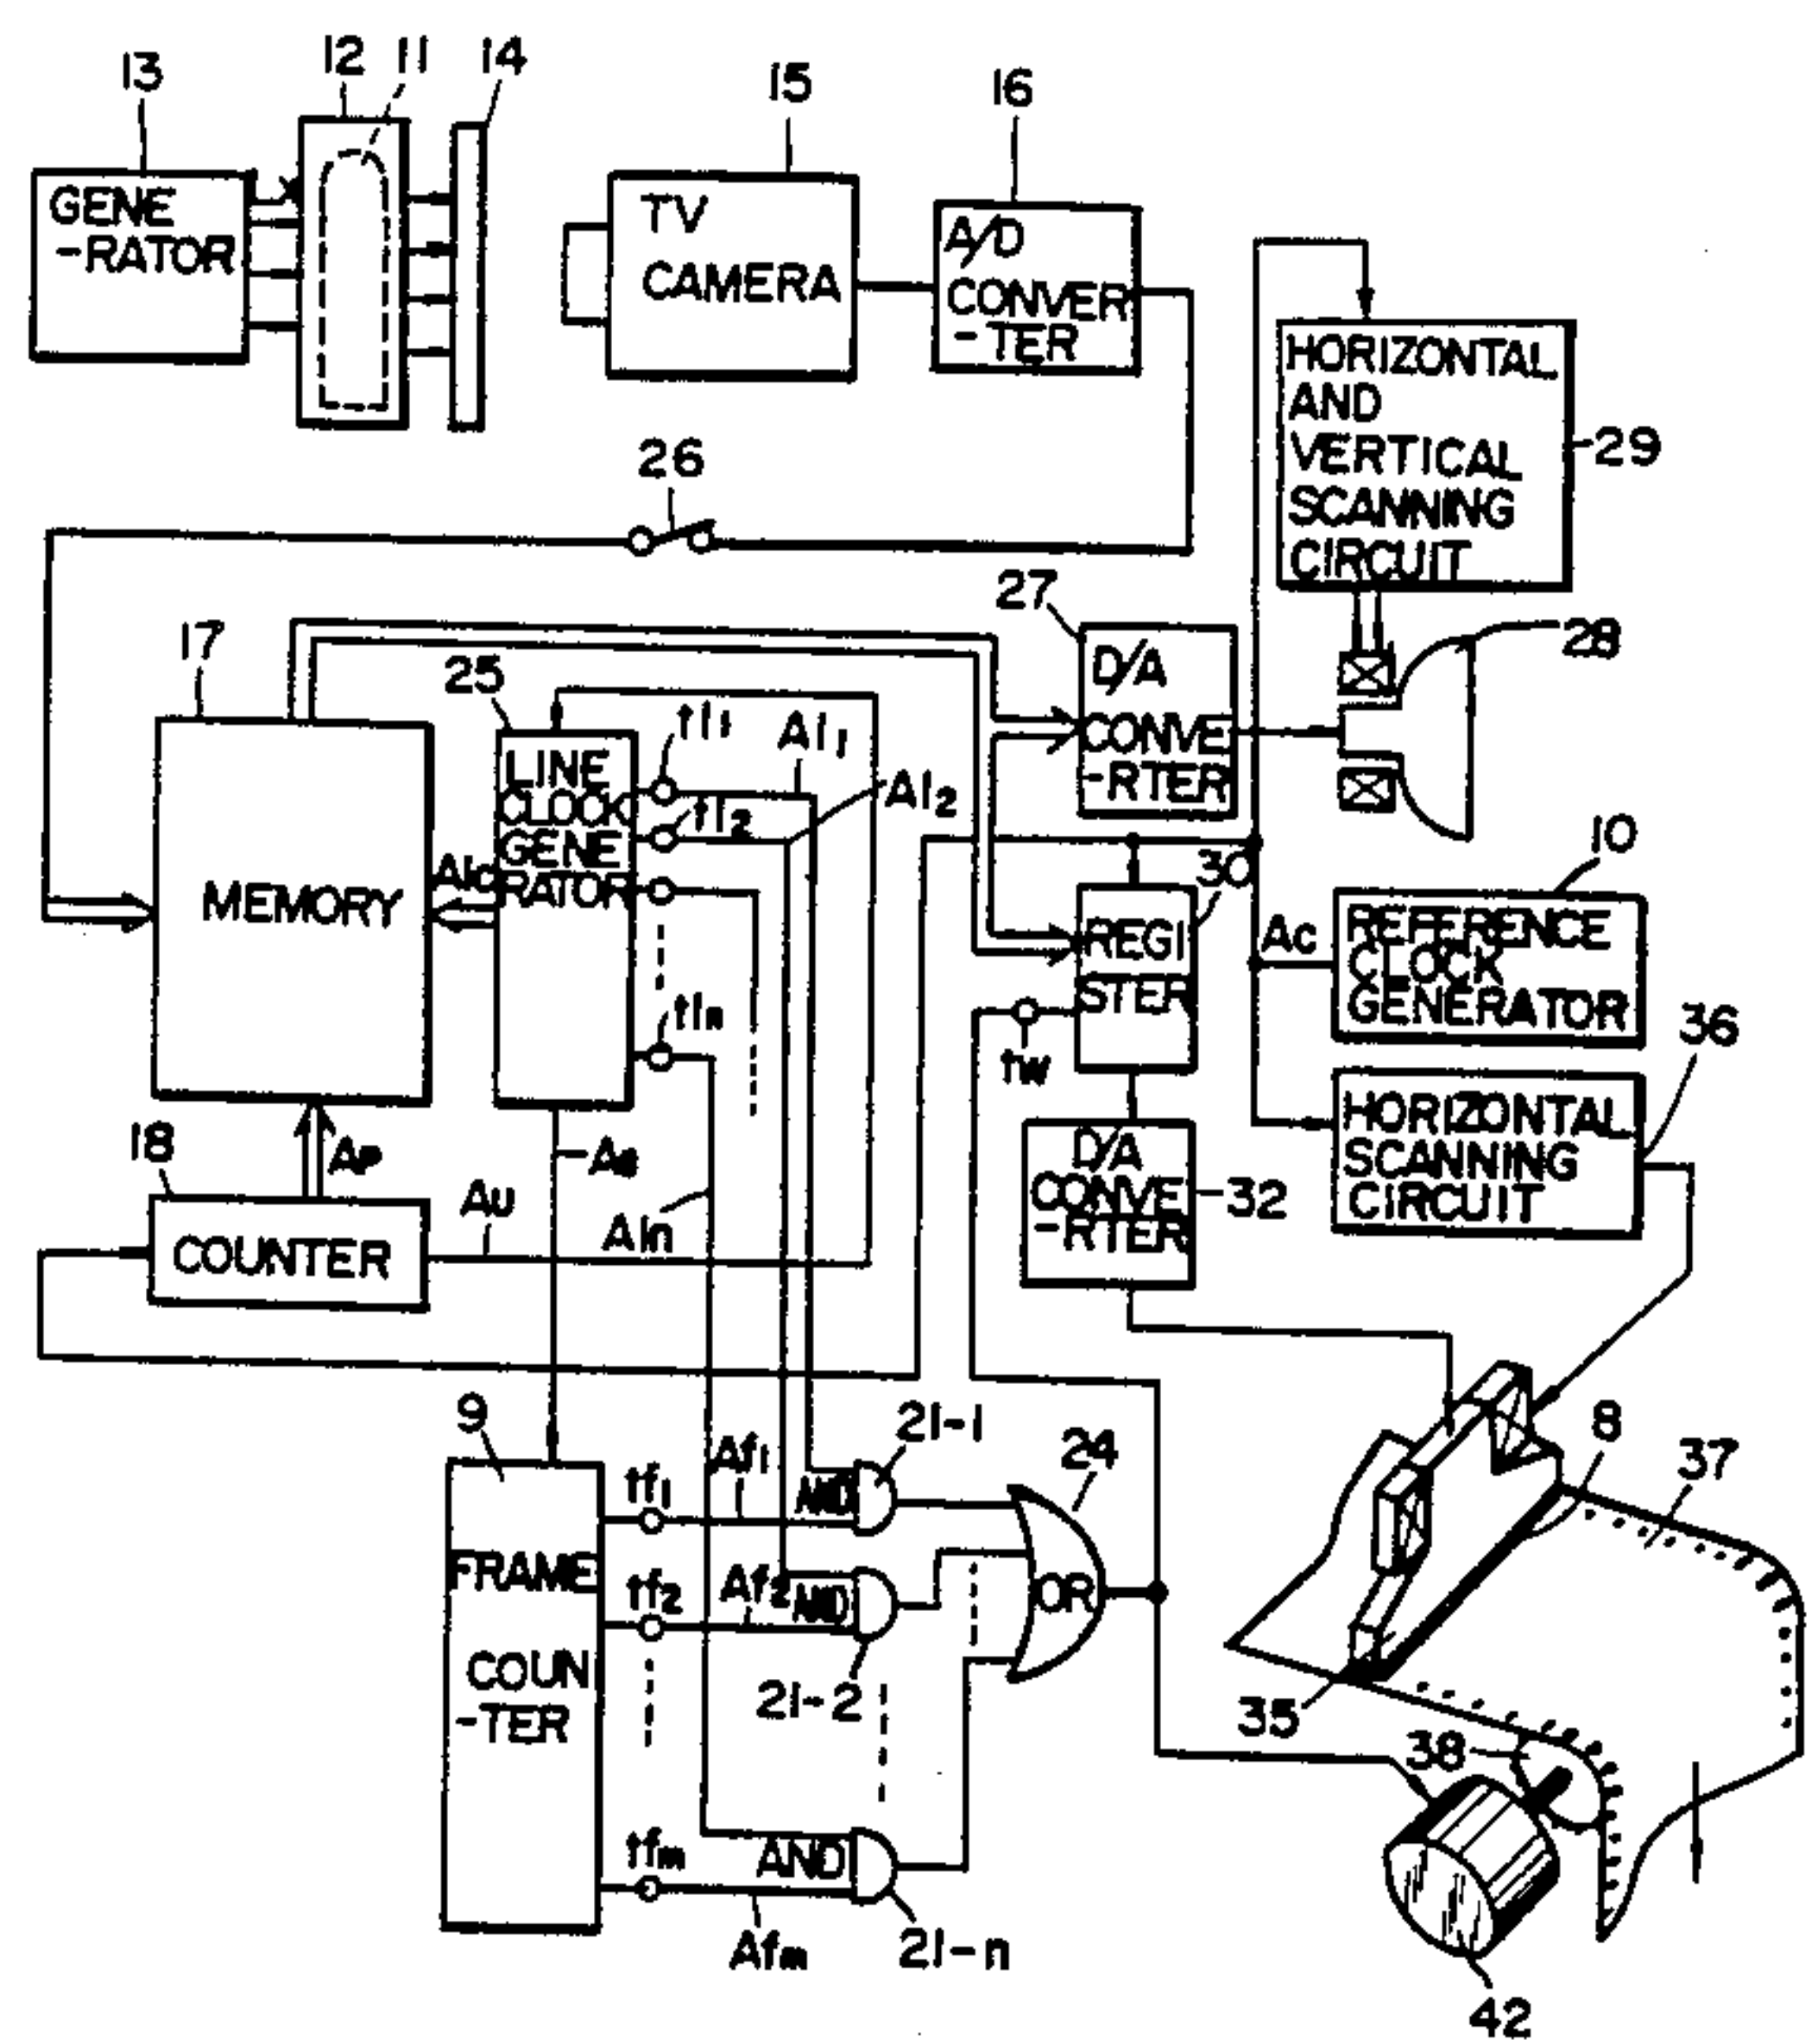 13
12
11
14
15
16
GENE
-RATOR
TV
CAMERA
A/D
CONVER
-TER
HORIZONTAL
AND
VERTICAL
SCANNING
CIRCUIT
29
26
27
28
17
25
D/A
CONVE
-RTER
LINE
CLOCK
GENE
RATOR
tl1
Al1
tl2
Al2
MEMORY
30
10
REGI
STER
Ac
REFERENCE
CLOCK
GENERATOR
tln
tw
36
18
Ap
COUNTER
Au
As
Aln
D/A
CONVE
-RTER
32
HORIZONTAL
SCANNING
CIRCUIT
9
FRAME
COUN
-TER
tf1
Af1
AND
21-1
24
OR
8
37
tf2
Af2
AND
21-2
35
38
tfm
AND
Afm
21-n
42